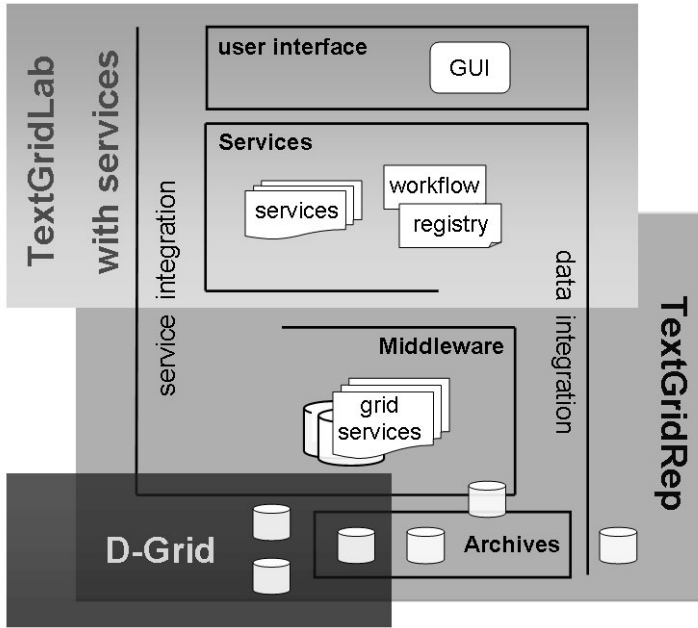 TextGridLab
with services
user interface
GUI
Services
services
workflow
registry
service integration
data integration
TextGridRep
Middleware
grid
services
D-Grid
Archives